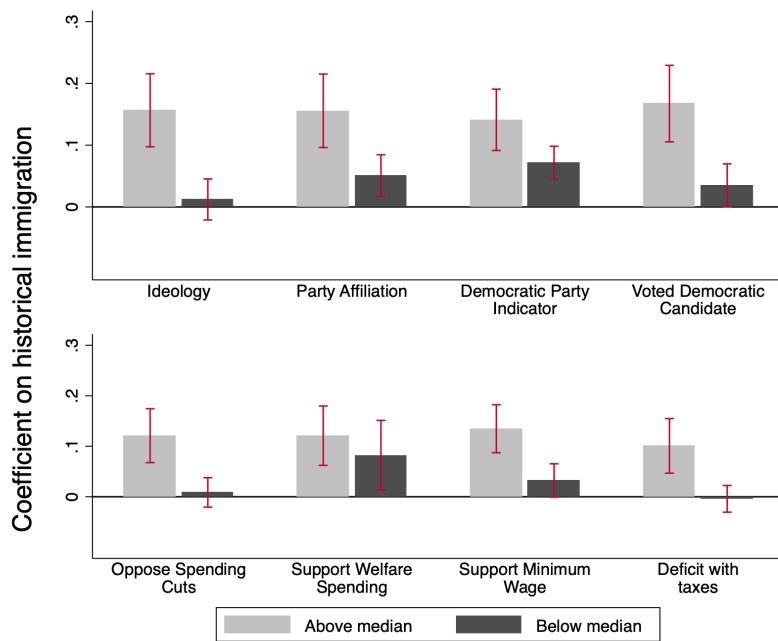 Coefficient on historical immigration
.3
.2
.1
0
Ideology
Party Affiliation
Democratic Party
Indicator
Voted Democratic
Candidate
.3
.2
.1
0
Oppose Spending
Cuts
Support Welfare
Spending
Support Minimum
Wage
Deficit with
taxes
Above median
Below median